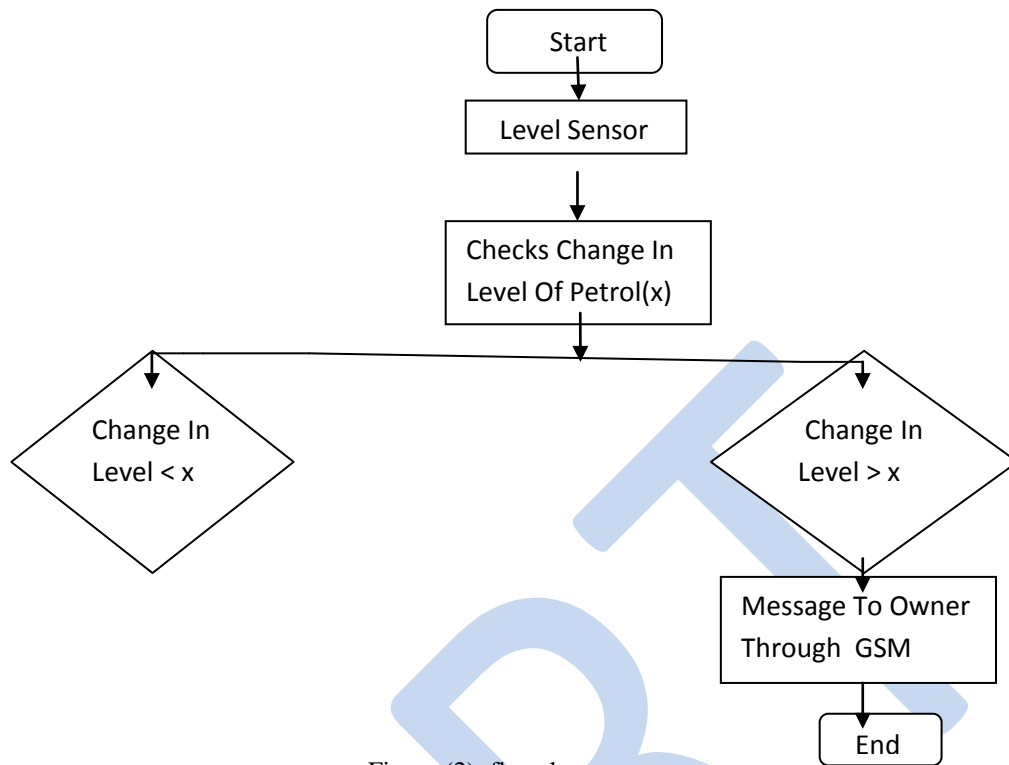 Start
Level Sensor
Checks Change In
Level Of Petrol(x)
Change In
Level < x
Change In
Level > x
Message To Owner
Through GSM
End